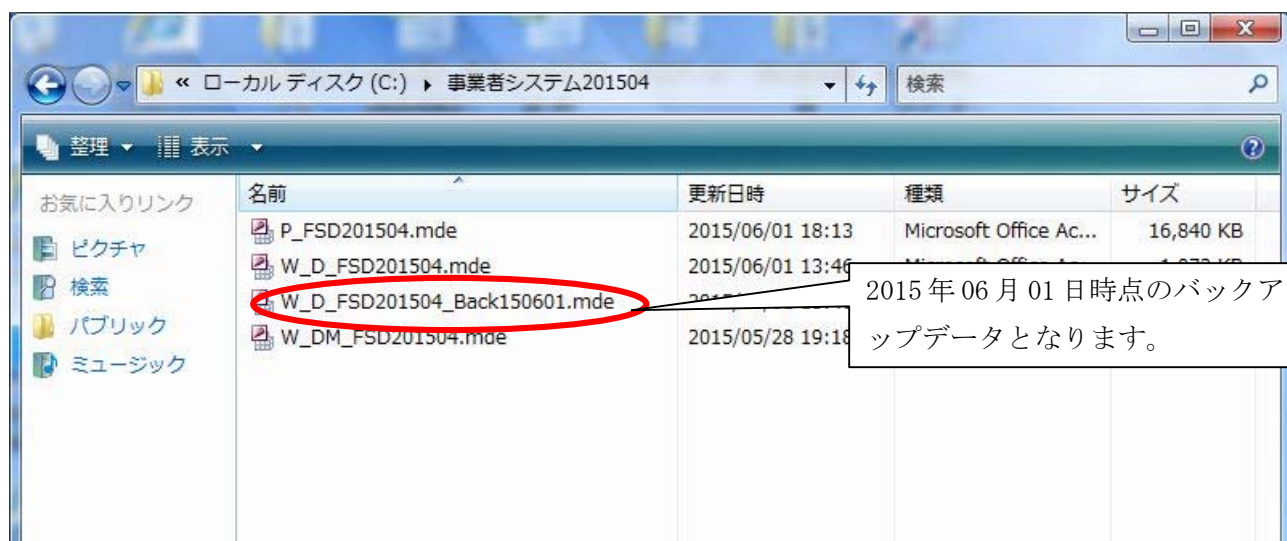 « ローカル ディスク (C:) ▶ 事業者システム201504
検索
整理 ▼ 表示 ▼
お気に入りリンク
ピクチャ
検索
パブリック
ミュージック
名前 更新日時 種類 サイズ
P_FSD201504.mde 2015/06/01 18:13 Microsoft Office Ac... 16,840 KB
W_D_FSD201504.mde 2015/06/01 13:46
W_D_FSD201504_Back150601.mde
W_DM_FSD201504.mde 2015/05/28 19:18
2015 年 06 月 01 日時点のバックア
ップデータとなります。